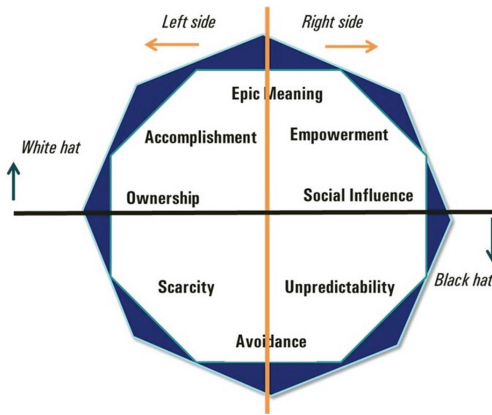 Left side
Right side
Epic Meaning
Accomplishment
Empowerment
White hat
Ownership
Social Influence
Scarcity
Unpredictability
Black hat
Avoidance